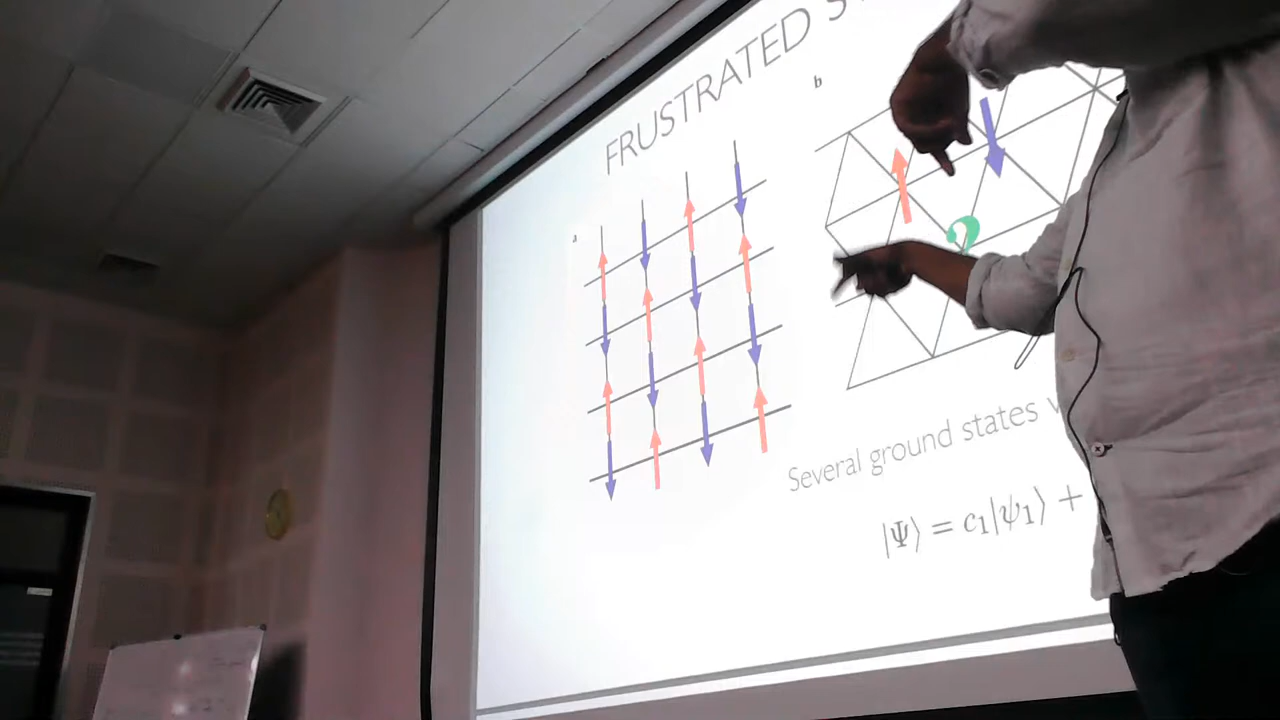 FRUSTRATED S
a
b
?
Several ground states
|Ψ⟩ = c₁|ψ₁⟩ +